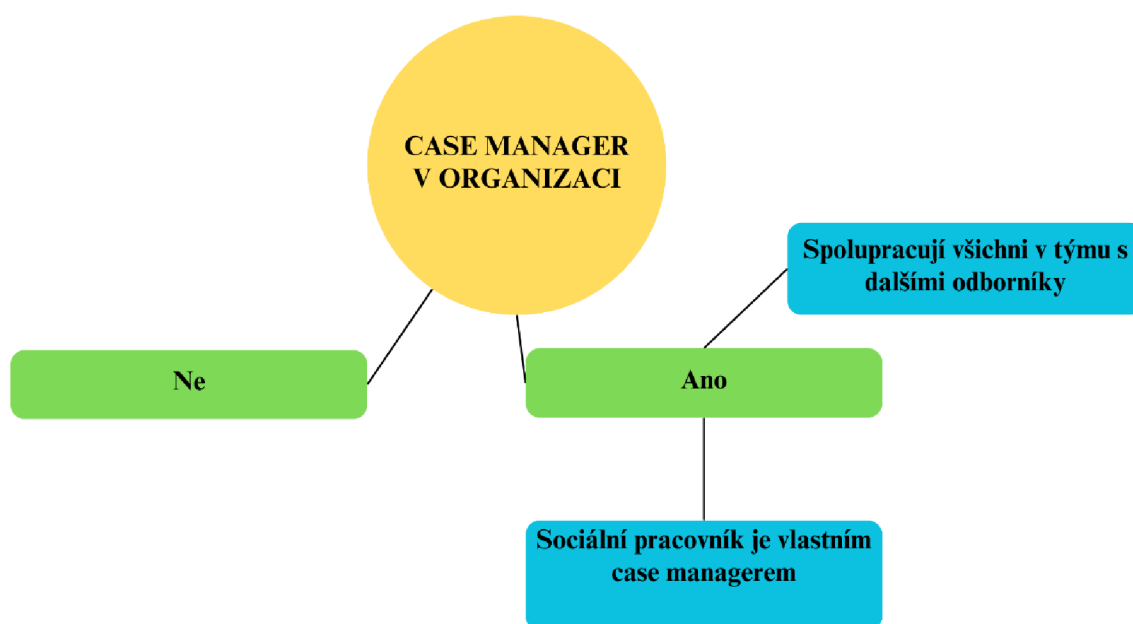 CASE MANAGER
V ORGANIZACI
Spolupracují všichni v týmu s
dalšími odborníky
Ne
Ano
Sociální pracovník je vlastním
case managerem